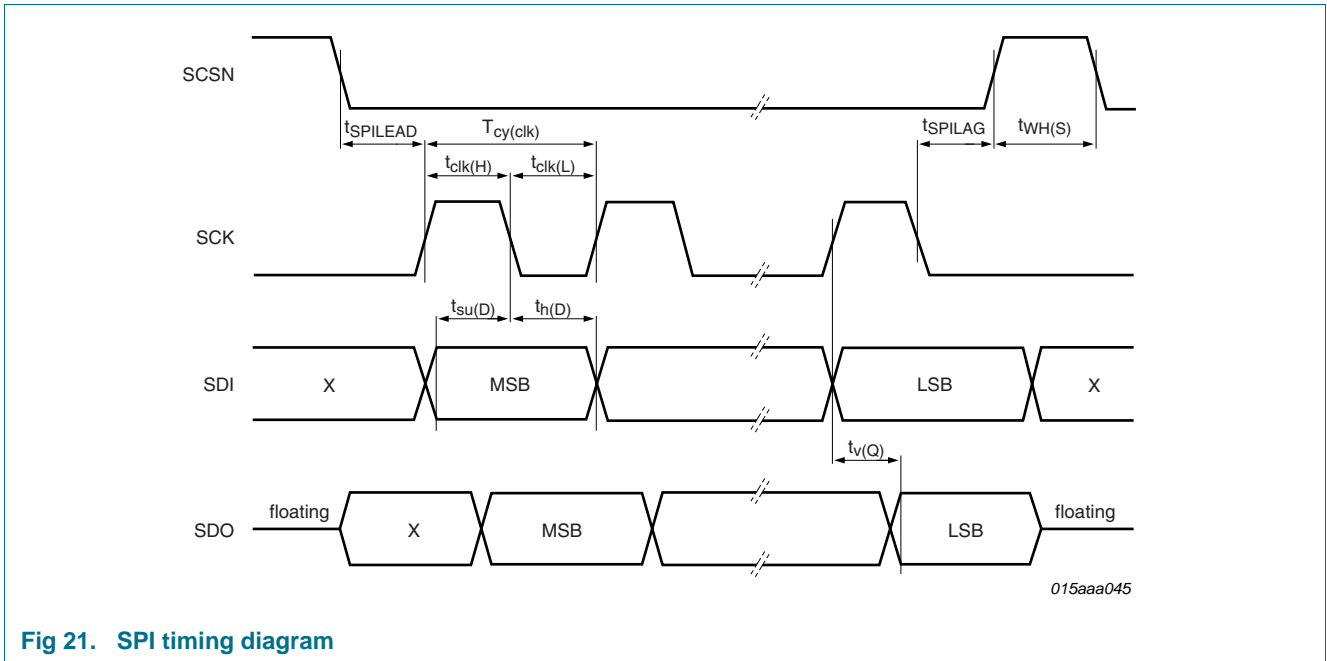 SCSN
tSPILEAD
Tcy(clk)
tSPILAG
tWH(S)
tclk(H)
tclk(L)
SCK
tsu(D)
th(D)
SDI
X
MSB
LSB
X
tv(Q)
SDO
floating
X
MSB
LSB
floating
015aaa045
Fig 21. SPI timing diagram